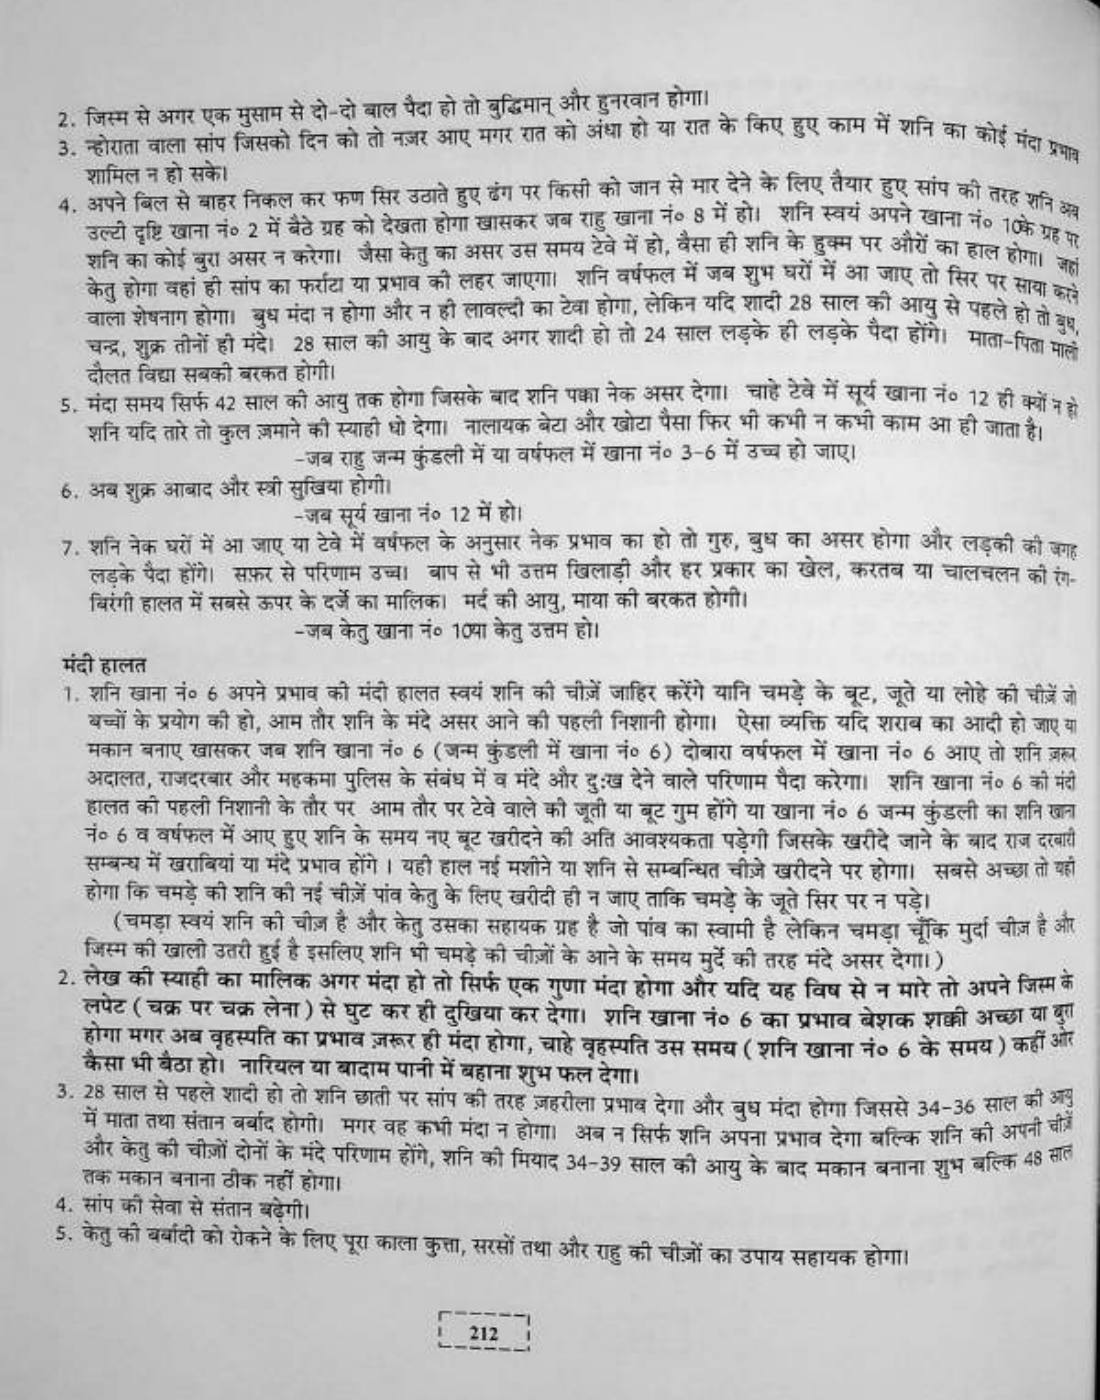 2. जिस्म से अगर एक मुसाम से दो-दो बाल पैदा हो तो बुद्धिमान् और हुनरवान होगा।
3. न्होराता वाला सांप जिसको दिन को तो नज़र आए मगर रात को अंधा हो या रात के किए हुए काम में शनि का कोई मंदा प्रभाव
शामिल न हो सके।
4. अपने बिल से बाहर निकल कर फण सिर उठाते हुए ढंग पर किसी को जान से मार देने के लिए तैयार हुए सांप की तरह शनि अब
उल्टी दृष्टि खाना नं० 2 में बैठे ग्रह को देखता होगा खासकर जब राहु खाना नं० 8 में हो। शनि स्वयं अपने खाना नं० 10के ग्रह पर
शनि का कोई बुरा असर न करेगा। जैसा केतु का असर उस समय टेवे में हो, वैसा ही शनि के हुक्म पर औरों का हाल होगा। जहां
केतु होगा वहां ही सांप का फर्राटा या प्रभाव की लहर जाएगा। शनि वर्षफल में जब शुभ घरों में आ जाए तो सिर पर साया करने
वाला शेषनाग होगा। बुध मंदा न होगा और न ही लावल्दी का टेवा होगा, लेकिन यदि शादी 28 साल की आयु से पहले हो तो बुध,
चन्द्र, शुक्र तीनों ही मंदे। 28 साल की आयु के बाद अगर शादी हो तो 24 साल लड़के ही लड़के पैदा होंगे। माता-पिता मालो
दौलत विद्या सबकी बरकत होगी।
5. मंदा समय सिर्फ 42 साल की आयु तक होगा जिसके बाद शनि पक्का नेक असर देगा। चाहे टेवे में सूर्य खाना नं० 12 ही क्यों न हो
शनि यदि तारे तो कुल ज़माने की स्याही धो देगा। नालायक बेटा और खोटा पैसा फिर भी कभी न कभी काम आ ही जाता है।
-जब राहु जन्म कुंडली में या वर्षफल में खाना नं० 3-6 में उच्च हो जाए।
6. अब शुक्र आबाद और स्त्री सुखिया होगी।
-जब सूर्य खाना नं० 12 में हो।
7. शनि नेक घरों में आ जाए या टेवे में वर्षफल के अनुसार नेक प्रभाव का हो तो गुरु, बुध का असर होगा और लड़की की जगह
लड़के पैदा होंगे। सफ़र से परिणाम उच्च। बाप से भी उत्तम खिलाड़ी और हर प्रकार का खेल, करतब या चालचलन की रंग-
बिरंगी हालत में सबसे ऊपर के दर्जे का मालिक। मर्द की आयु, माया की बरकत होगी।
-जब केतु खाना नं० 10या केतु उत्तम हो।
मंदी हालत
1. शनि खाना नं० 6 अपने प्रभाव की मंदी हालत स्वयं शनि की चीज़ें जाहिर करेंगे यानि चमड़े के बूट, जूते या लोहे की चीज़ें जो
बच्चों के प्रयोग की हो, आम तौर शनि के मंदे असर आने की पहली निशानी होगा। ऐसा व्यक्ति यदि शराब का आदी हो जाए या
मकान बनाए खासकर जब शनि खाना नं० 6 (जन्म कुंडली में खाना नं० 6) दोबारा वर्षफल में खाना नं० 6 आए तो शनि ज़रूर
अदालत, राजदरबार और महकमा पुलिस के संबंध में व मंदे और दु:ख देने वाले परिणाम पैदा करेगा। शनि खाना नं० 6 की मंदी
हालत की पहली निशानी के तौर पर आम तौर पर टेवे वाले की जूती या बूट गुम होंगे या खाना नं० 6 जन्म कुंडली का शनि खाना
नं० 6 व वर्षफल में आए हुए शनि के समय नए बूट खरीदने की अति आवश्यकता पड़ेगी जिसके खरीदे जाने के बाद राज दरबारी
सम्बन्ध में खराबियां या मंदे प्रभाव होंगे । यही हाल नई मशीने या शनि से सम्बन्धित चीज़े खरीदने पर होगा। सबसे अच्छा तो यही
होगा कि चमड़े की शनि की नई चीज़ें पांव केतु के लिए खरीदी ही न जाए ताकि चमड़े के जूते सिर पर न पड़े।
(चमड़ा स्वयं शनि की चीज़ है और केतु उसका सहायक ग्रह है जो पांव का स्वामी है लेकिन चमड़ा चूँकि मुर्दा चीज़ है और
जिस्म की खाली उतरी हुई है इसलिए शनि भी चमड़े की चीज़ों के आने के समय मुर्दे की तरह मंदे असर देगा।)
2. लेख की स्याही का मालिक अगर मंदा हो तो सिर्फ एक गुणा मंदा होगा और यदि यह विष से न मारे तो अपने जिस्म के
लपेट (चक्र पर चक्र लेना) से घुट कर ही दुखिया कर देगा। शनि खाना नं० 6 का प्रभाव बेशक शक्की अच्छा या बुरा
होगा मगर अब वृहस्पति का प्रभाव ज़रूर ही मंदा होगा, चाहे वृहस्पति उस समय (शनि खाना नं० 6 के समय) कहीं और
कैसा भी बैठा हो। नारियल या बादाम पानी में बहाना शुभ फल देगा।
3. 28 साल से पहले शादी हो तो शनि छाती पर सांप की तरह ज़हरीला प्रभाव देगा और बुध मंदा होगा जिससे 34-36 साल की आयु
में माता तथा संतान बर्बाद होगी। मगर वह कभी मंदा न होगा। अब न सिर्फ शनि अपना प्रभाव देगा बल्कि शनि की अपनी चीज़ें
और केतु की चीज़ों दोनों के मंदे परिणाम होंगे, शनि की मियाद 34-39 साल की आयु के बाद मकान बनाना शुभ बल्कि 48 साल
तक मकान बनाना ठीक नहीं होगा।
4. सांप की सेवा से संतान बढ़ेगी।
5. केतु की बर्बादी को रोकने के लिए पूरा काला कुत्ता, सरसों तथा और राहु की चीज़ों का उपाय सहायक होगा।
212